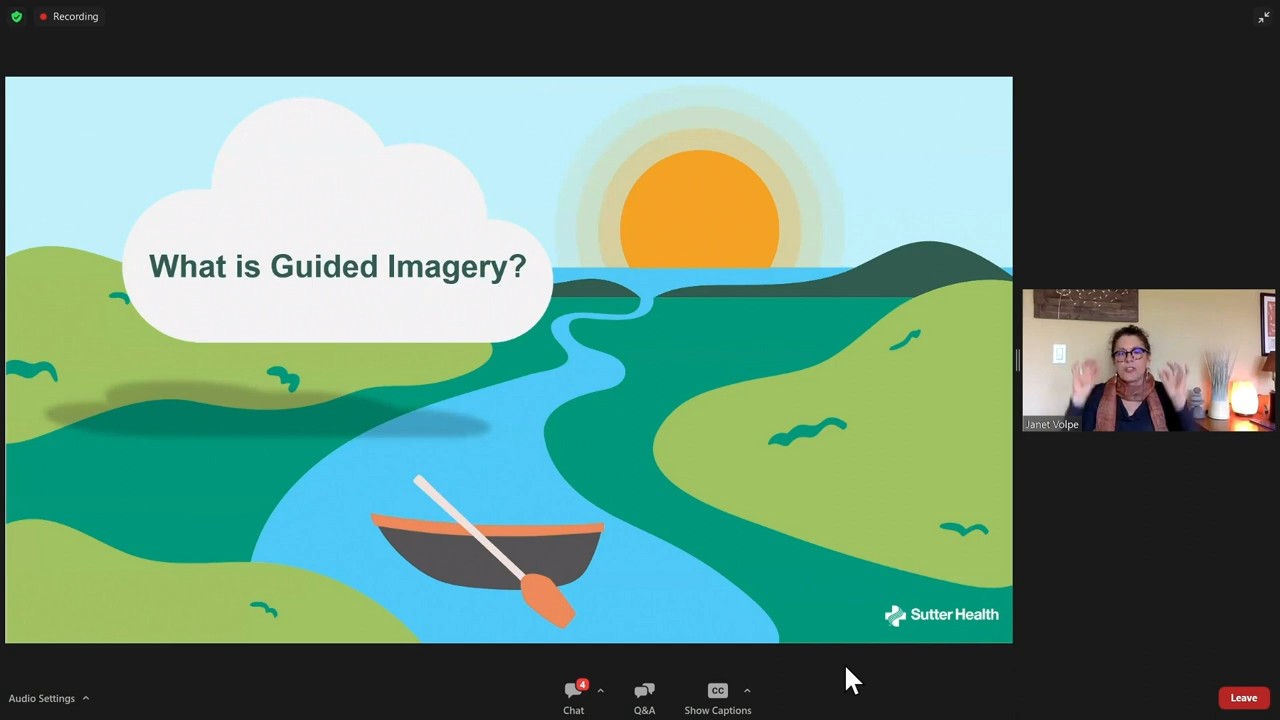 Recording
What is Guided Imagery?
Janet Volpe
Sutter Health
Audio Settings
4
Chat
Q&A
CC
Show Captions
Leave